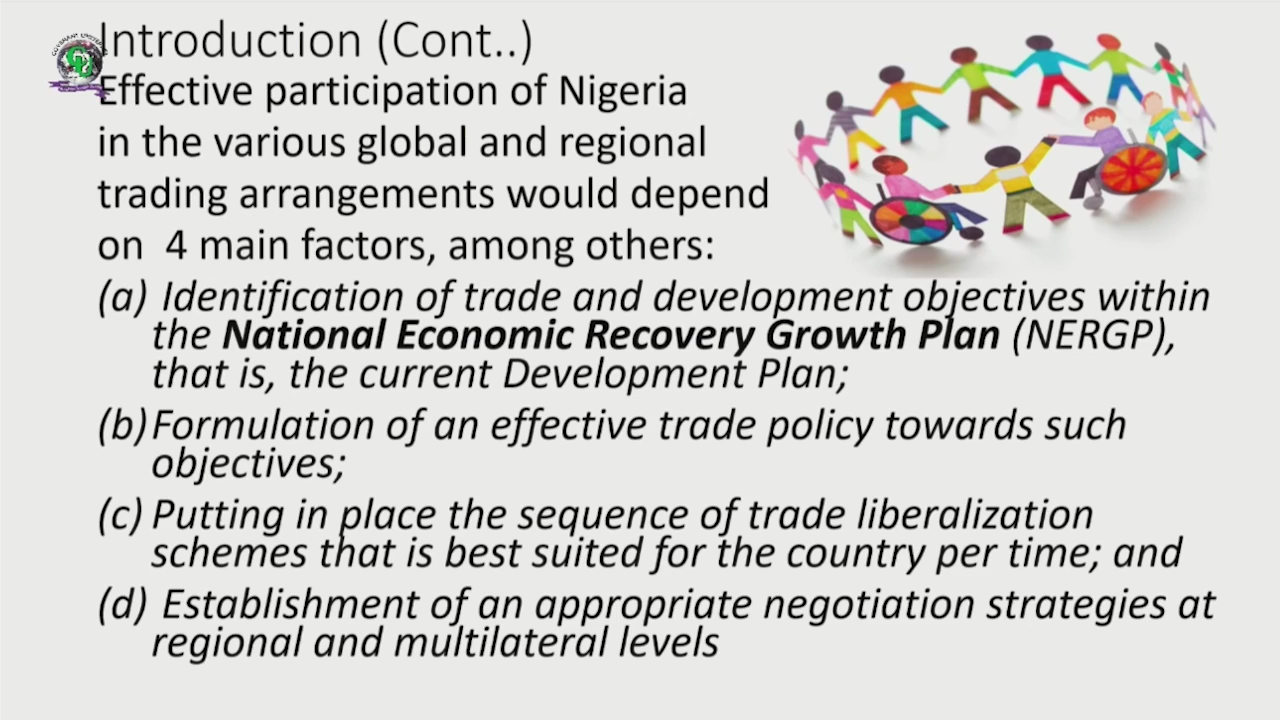 Introduction (Cont..)
Effective participation of Nigeria
in the various global and regional
trading arrangements would depend
on 4 main factors, among others:
(a) Identification of trade and development objectives within
the National Economic Recovery Growth Plan (NERGP),
that is, the current Development Plan;
(b) Formulation of an effective trade policy towards such
objectives;
(c) Putting in place the sequence of trade liberalization
schemes that is best suited for the country per time; and
(d) Establishment of an appropriate negotiation strategies at
regional and multilateral levels